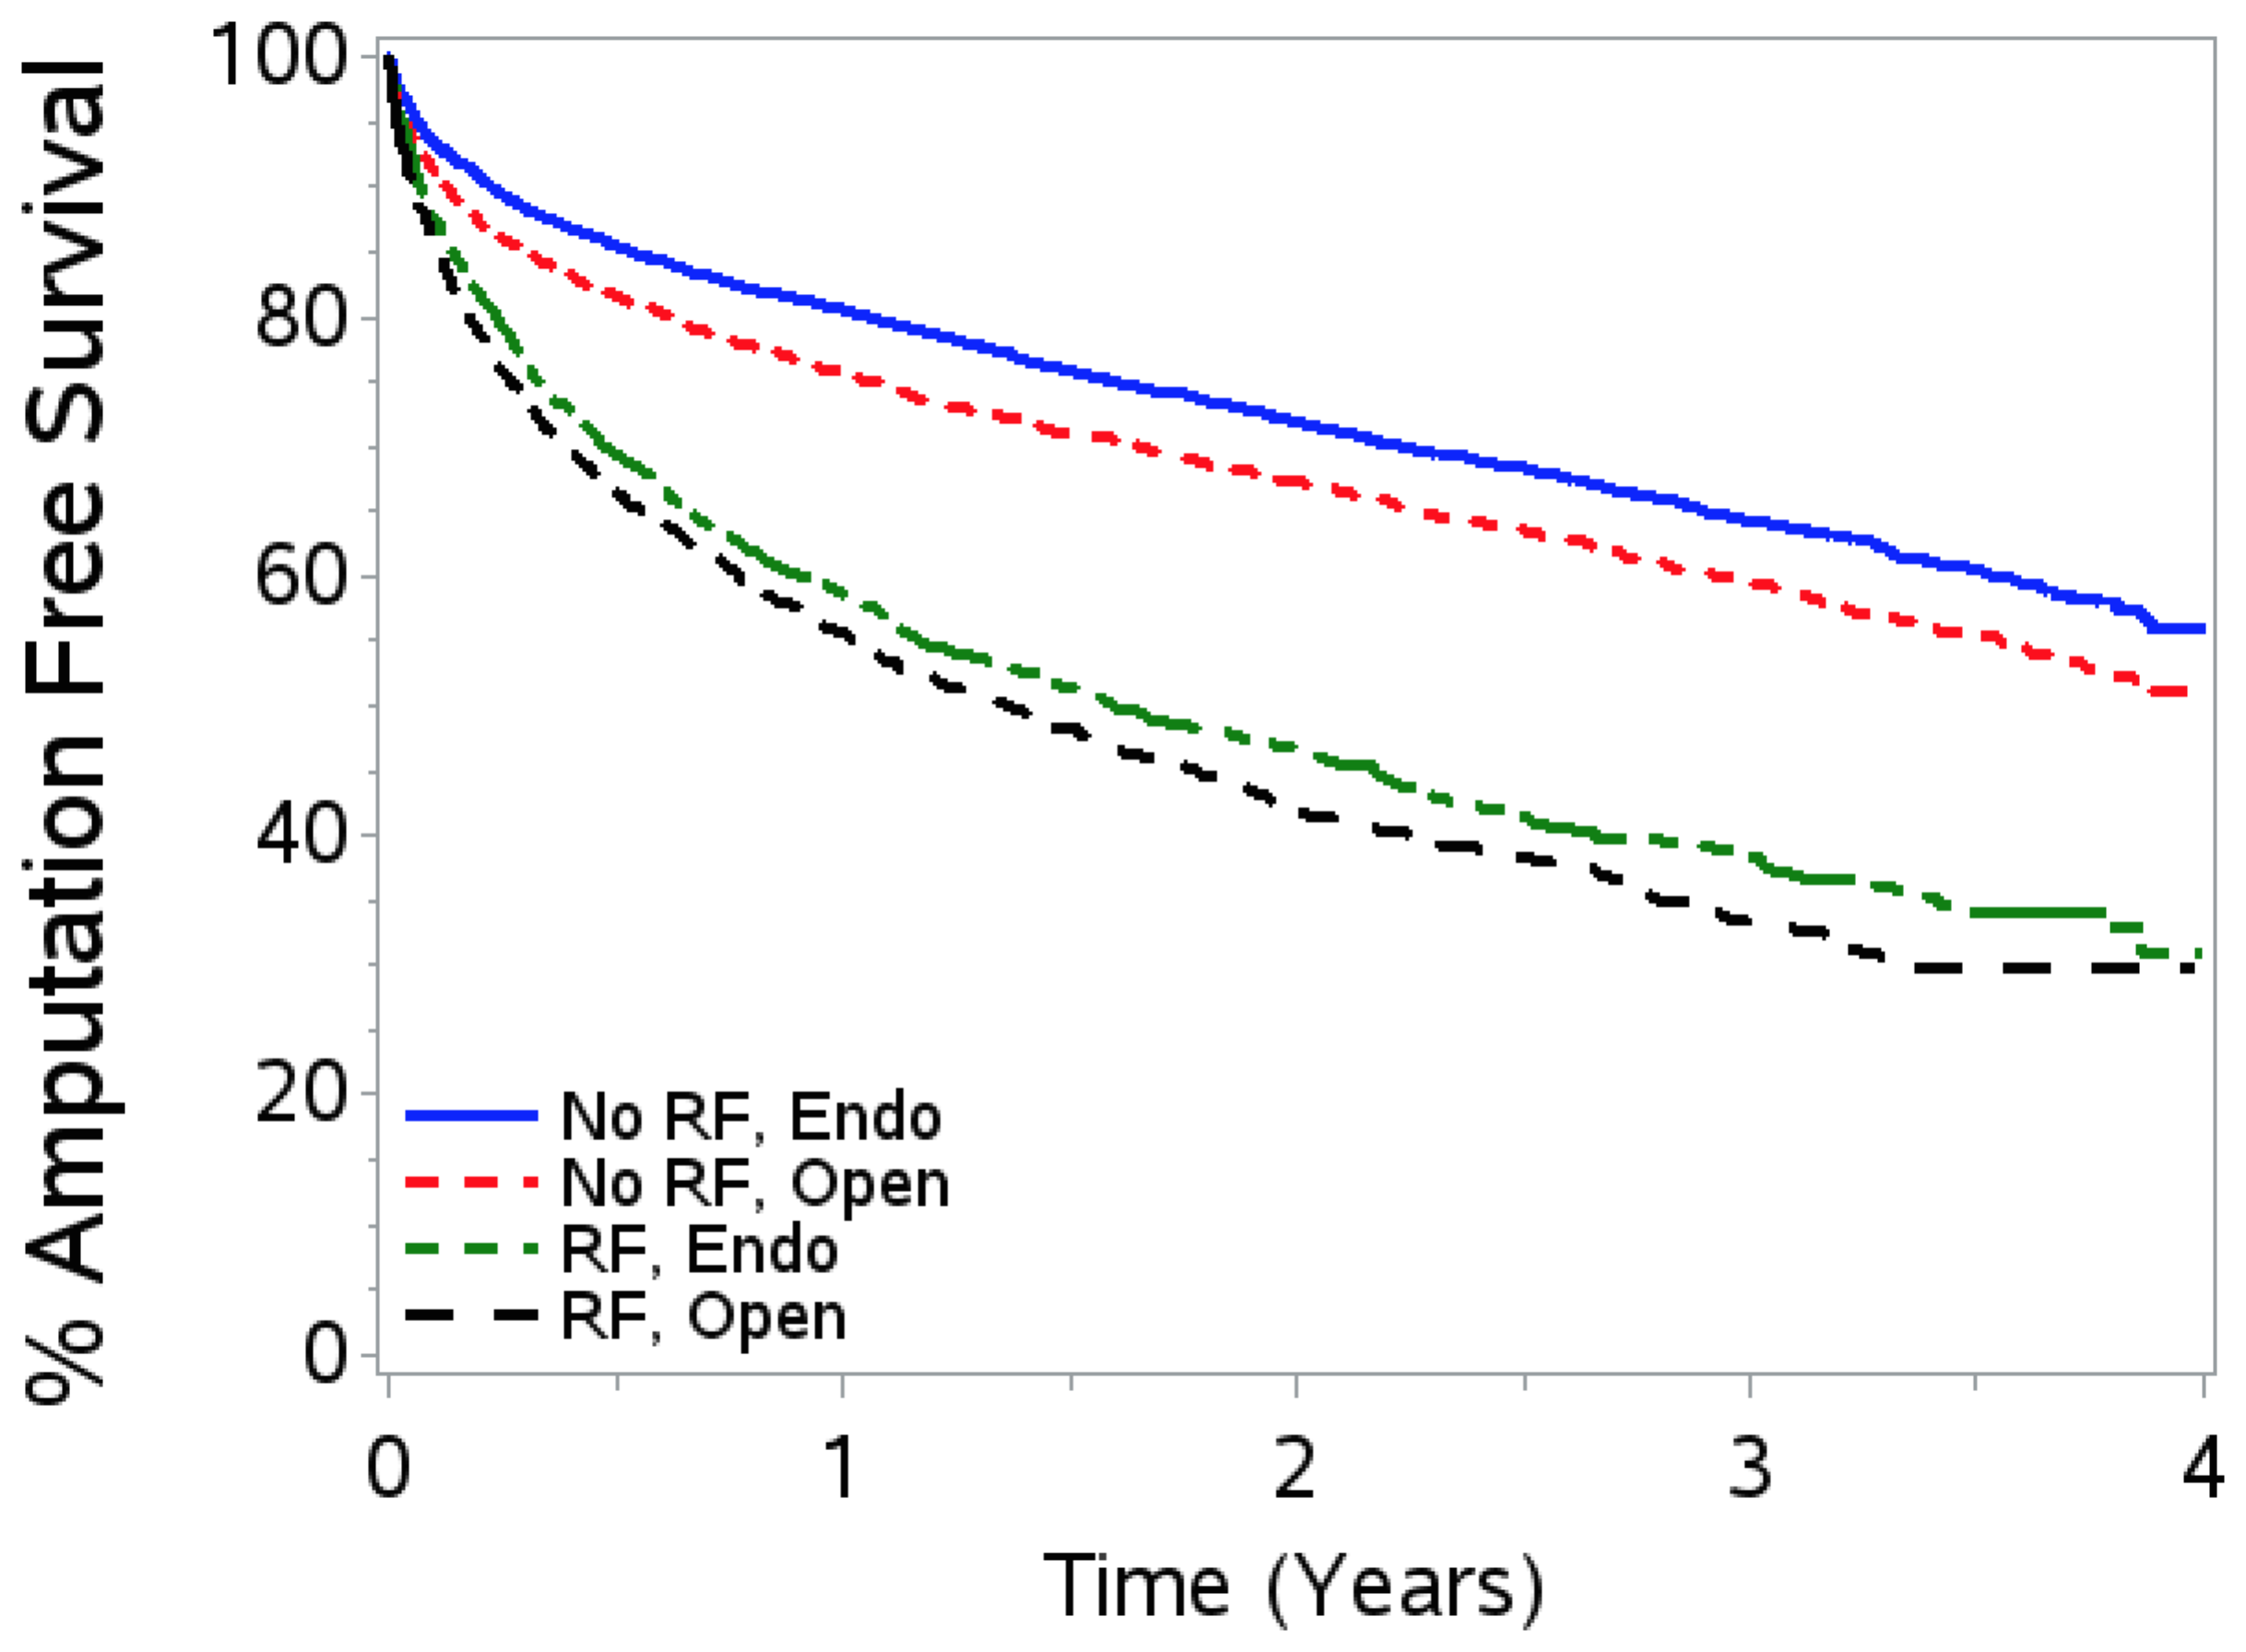 % Amputation Free Survival
100
80
60
40
20
0
No RF, Endo
No RF, Open
RF, Endo
RF, Open
0 1 2 3 4
Time (Years)